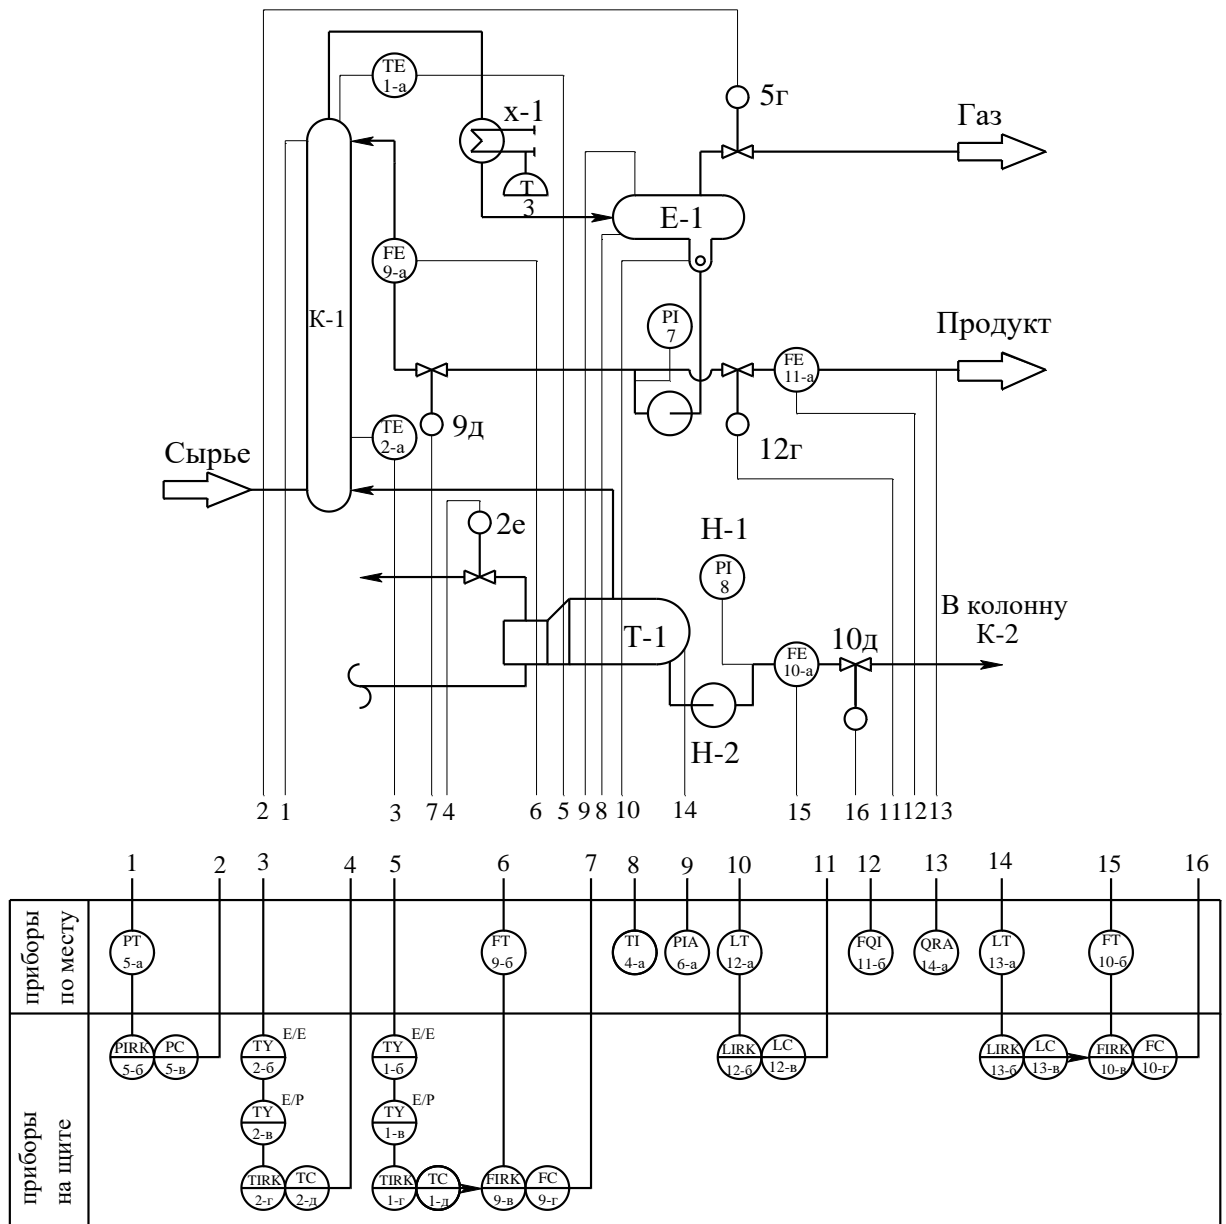 TE
1-а
5г
х-1
Газ
Т
3
Е-1
FE
9-а
К-1
PI
7
Продукт
FE
11-а
TE
2-а
9д
12г
Сырье
2е
Н-1
PI
8
В колонну
К-2
Т-1
10д
FE
10-а
Н-2
2 1 3 7 4 6 5 9 8 10 14 15 16 11 12 13
1 2 3 4 5 6 7 8 9 10 11 12 13 14 15 16
приборы
по месту
PT
5-а
FT
9-б
TI
4-а
PIA
6-а
LT
12-а
FQI
11-б
QRA
14-а
LT
13-а
FT
10-б
приборы
на щите
PIRK
5-б
PC
5-в
TY
2-б
E/E
TY
1-б
E/E
LIRK
12-б
LC
12-в
LIRK
13-б
LC
13-в
FIRK
10-в
FC
10-г
TY
2-в
E/P
TY
1-в
E/P
TIRK
2-г
TC
2-д
TIRK
1-г
TC
1-д
FIRK
9-в
FC
9-г